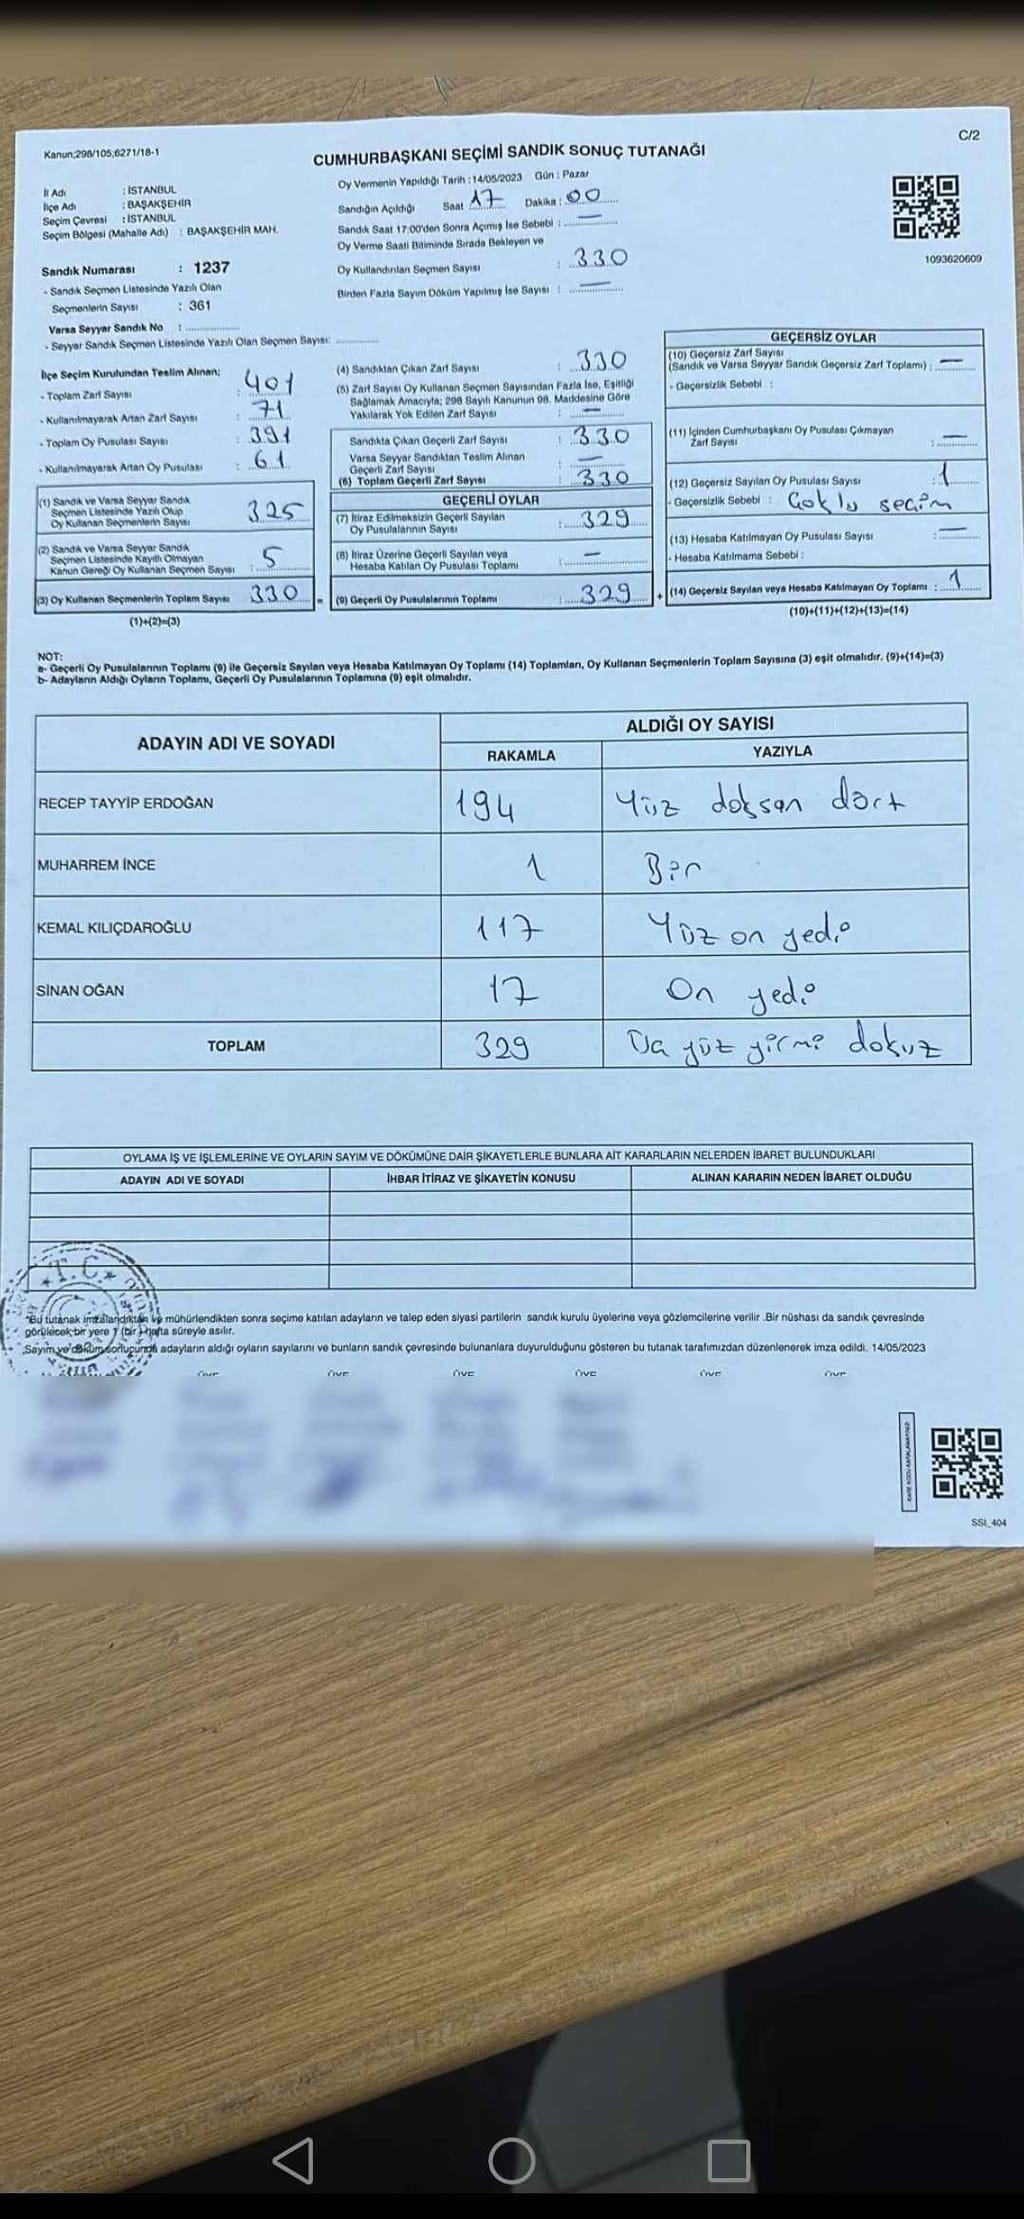 Kanun;298/105,6271/18-1
C/2
CUMHURBAŞKANI SEÇİMİ SANDIK SONUÇ TUTANAĞI
İl Adı : İSTANBUL
İlçe Adı : BAŞAKŞEHİR
Seçim Çevresi : İSTANBUL
Seçim Bölgesi (Mahalle Adı) : BAŞAKŞEHİR MAH.
Sandık Numarası : 1237
- Sandık Seçmen Listesinde Yazılı Olan
Seçmenlerin Sayısı : 361
Varsa Seyyar Sandık No :
- Seyyar Sandık Seçmen Listesinde Yazılı Olan Seçmen Sayısı:
Oy Vermenin Yapıldığı Tarih : 14/05/2023 Gün : Pazar
Sandığın Açıldığı Saat 17 Dakika : 00
Sandık Saat 17:00'den Sonra Açımış İse Sebebi : —
Oy Verme Saati Bitiminde Sırada Bekleyen ve
Oy Kullandırılan Seçmen Sayısı : 330
Birden Fazla Sayım Döküm Yapılmış İse Sayısı : —
1093620609
İlçe Seçim Kurulundan Teslim Alınan;
- Toplam Zarf Sayısı : 401
- Kullanılmayarak Artan Zarf Sayısı : 71
- Toplam Oy Pusulası Sayısı : 391
- Kullanılmayarak Artan Oy Pusulası : 61
(1) Sandık ve Varsa Seyyar Sandık
Seçmen Listesinde Yazılı Olup
Oy Kullanan Seçmenlerin Sayısı 325
(2) Sandık ve Varsa Seyyar Sandık
Seçmen Listesinde Kayıtlı Olmayan
Kanun Gereği Oy Kullanan Seçmen Sayısı : 5
(3) Oy Kullanan Seçmenlerin Toplam Sayısı 330 =
(1)+(2)=(3)
(4) Sandıktan Çıkan Zarf Sayısı : 330
(5) Zarf Sayısı Oy Kullanan Seçmen Sayısından Fazla İse, Eşitliği
Sağlamak Amacıyla; 298 Sayılı Kanunun 98. Maddesine Göre
Yakılarak Yok Edilen Zarf Sayısı : —
Sandıkta Çıkan Geçerli Zarf Sayısı : 330
Varsa Seyyar Sandıktan Teslim Alınan
Geçerli Zarf Sayısı : —
(6) Toplam Geçerli Zarf Sayısı : 330
GEÇERLİ OYLAR
(7) İtiraz Edilmeksizin Geçerli Sayılan
Oy Pusulalarının Sayısı : 329
(8) İtiraz Üzerine Geçerli Sayılan veya
Hesaba Katılan Oy Pusulası Toplamı : —
(9) Geçerli Oy Pusulalarının Toplamı : 329 +
GEÇERSİZ OYLAR
(10) Geçersiz Zarf Sayısı
(Sandık ve Varsa Seyyar Sandık Geçersiz Zarf Toplamı) : —
- Geçersizlik Sebebi :
(11) İçinden Cumhurbaşkanı Oy Pusulası Çıkmayan
Zarf Sayısı : —
(12) Geçersiz Sayılan Oy Pusulası Sayısı : 1
- Geçersizlik Sebebi : Çoklu seçim
(13) Hesaba Katılmayan Oy Pusulası Sayısı : —
- Hesaba Katılmama Sebebi :
(14) Geçersiz Sayılan veya Hesaba Katılmayan Oy Toplamı : 1
(10)+(11)+(12)+(13)=(14)
NOT:
a- Geçerli Oy Pusulalarının Toplamı (9) ile Geçersiz Sayılan veya Hesaba Katılmayan Oy Toplamı (14) Toplamları, Oy Kullanan Seçmenlerin Toplam Sayısına (3) eşit olmalıdır. (9)+(14)=(3)
b- Adayların Aldığı Oyların Toplamı, Geçerli Oy Pusulalarının Toplamına (9) eşit olmalıdır.
ADAYIN ADI VE SOYADI ALDIĞI OY SAYISI
RAKAMLA YAZIYLA
RECEP TAYYİP ERDOĞAN 194 Yüz doksan dört
MUHARREM İNCE 1 Bir
KEMAL KILIÇDAROĞLU 117 Yüz on yedi
SİNAN OĞAN 17 On yedi
TOPLAM 329 yüz yirmi dokuz
OYLAMA İŞ VE İŞLEMLERİNE VE OYLARIN SAYIM VE DÖKÜMÜNE DAİR ŞİKAYETLERLE BUNLARA AİT KARARLARIN NELERDEN İBARET BULUNDUKLARI
ADAYIN ADI VE SOYADI İHBAR İTİRAZ VE ŞİKAYETİN KONUSU ALINAN KARARIN NEDEN İBARET OLDUĞU
T.C.
*Bu tutanak imzalandıktan ve mühürlendikten sonra seçime katılan adayların ve talep eden siyasi partilerin sandık kurulu üyelerine veya gözlemcilerine verilir .Bir nüshası da sandık çevresinde
görülecek bir yere 1 (bir) hafta süreyle asılır.
Sayım ve döküm sonucunda adayların aldığı oyların sayılarını ve bunların sandık çevresinde bulunanlara duyurulduğunu gösteren bu tutanak tarafımızdan düzenlenerek imza edildi. 14/05/2023
ÜYE ÜYE ÜYE ÜYE ÜYE ÜYE
SSI_404